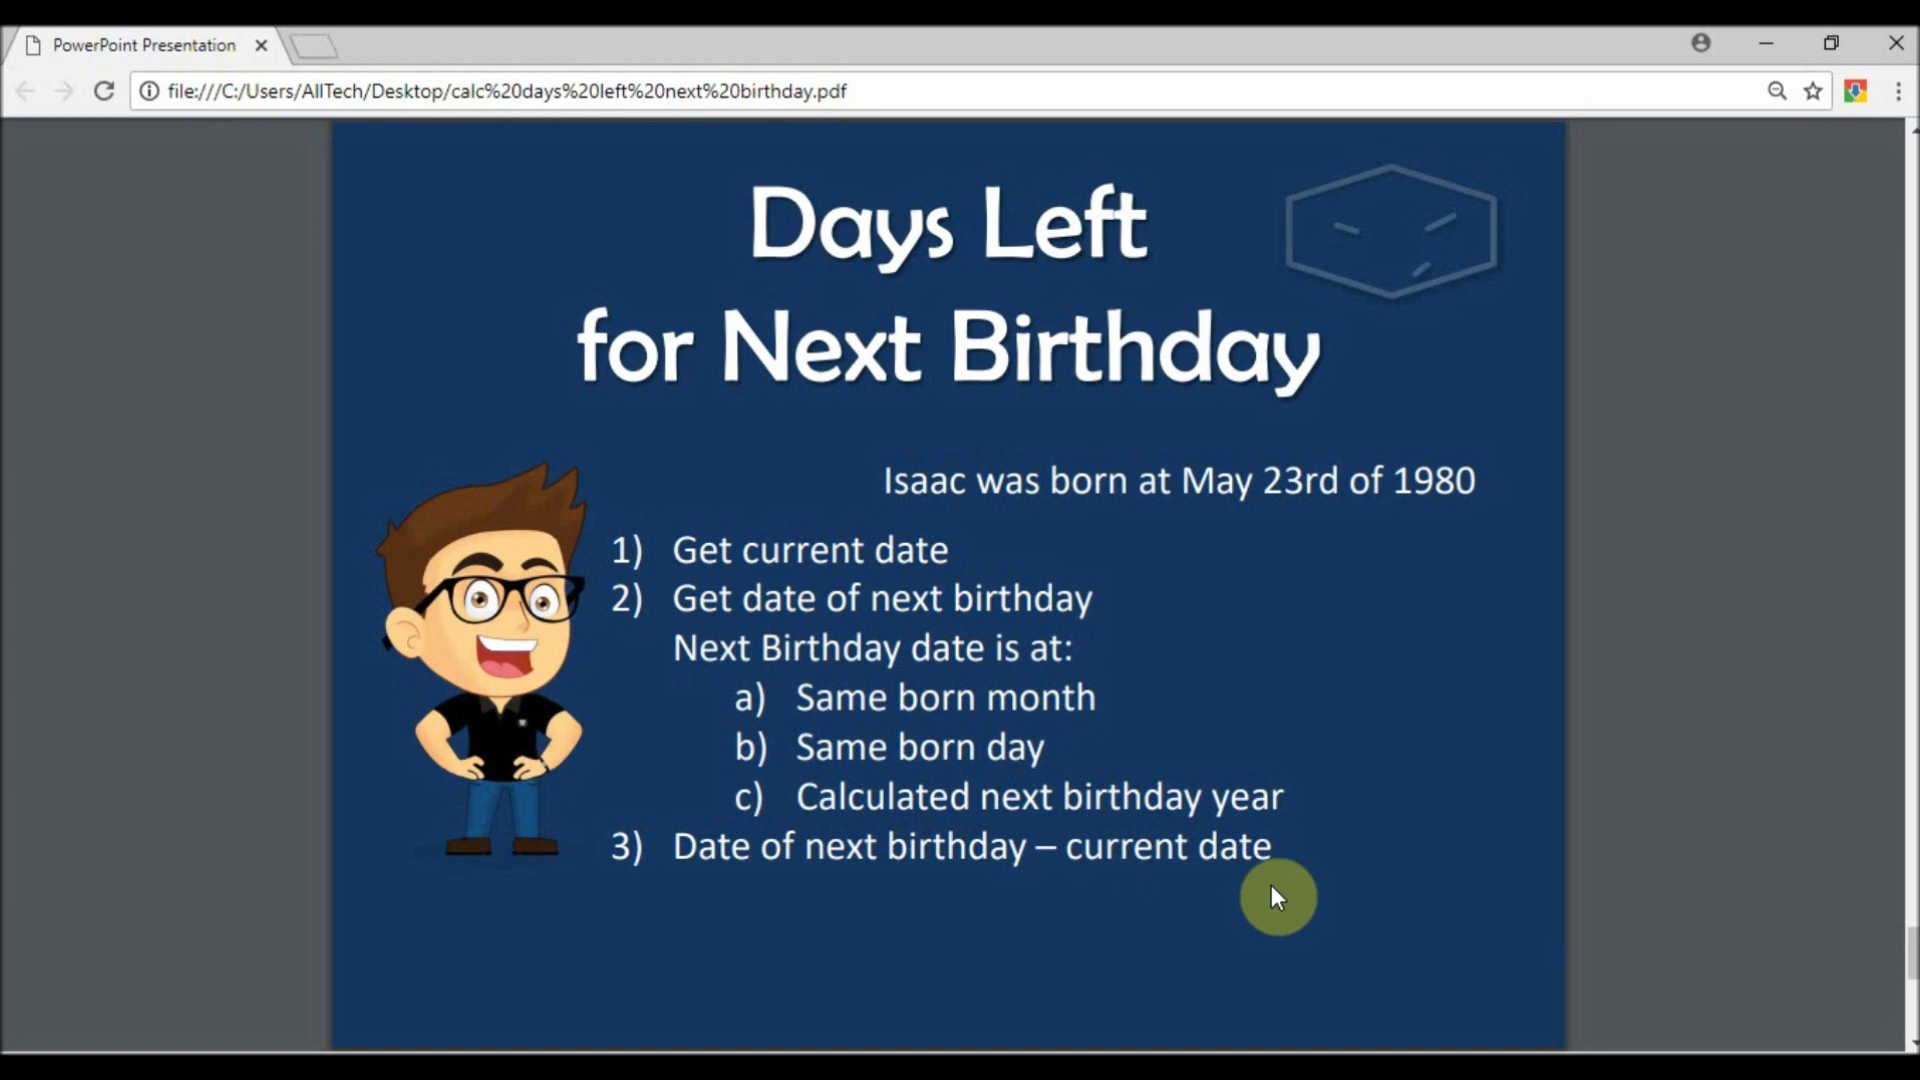 PowerPoint Presentation
file:///C:/Users/AllTech/Desktop/calc%20days%20left%20next%20birthday.pdf
Days Left
for Next Birthday
Isaac was born at May 23rd of 1980
1) Get current date
2) Get date of next birthday
Next Birthday date is at:
a) Same born month
b) Same born day
c) Calculated next birthday year
3) Date of next birthday – current date